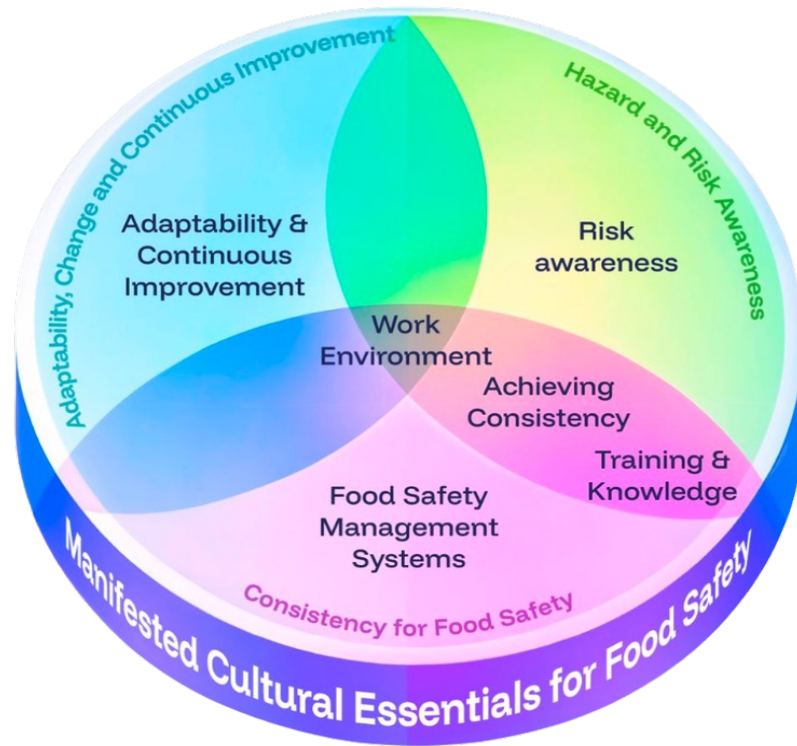 Adaptability, Change and Continuous Improvement
Hazard and Risk Awareness
Adaptability &
Continuous
Improvement
Risk
awareness
Work
Environment
Achieving
Consistency
Training &
Knowledge
Food Safety
Management
Systems
Consistency for Food Safety
Manifested Cultural Essentials for Food Safety